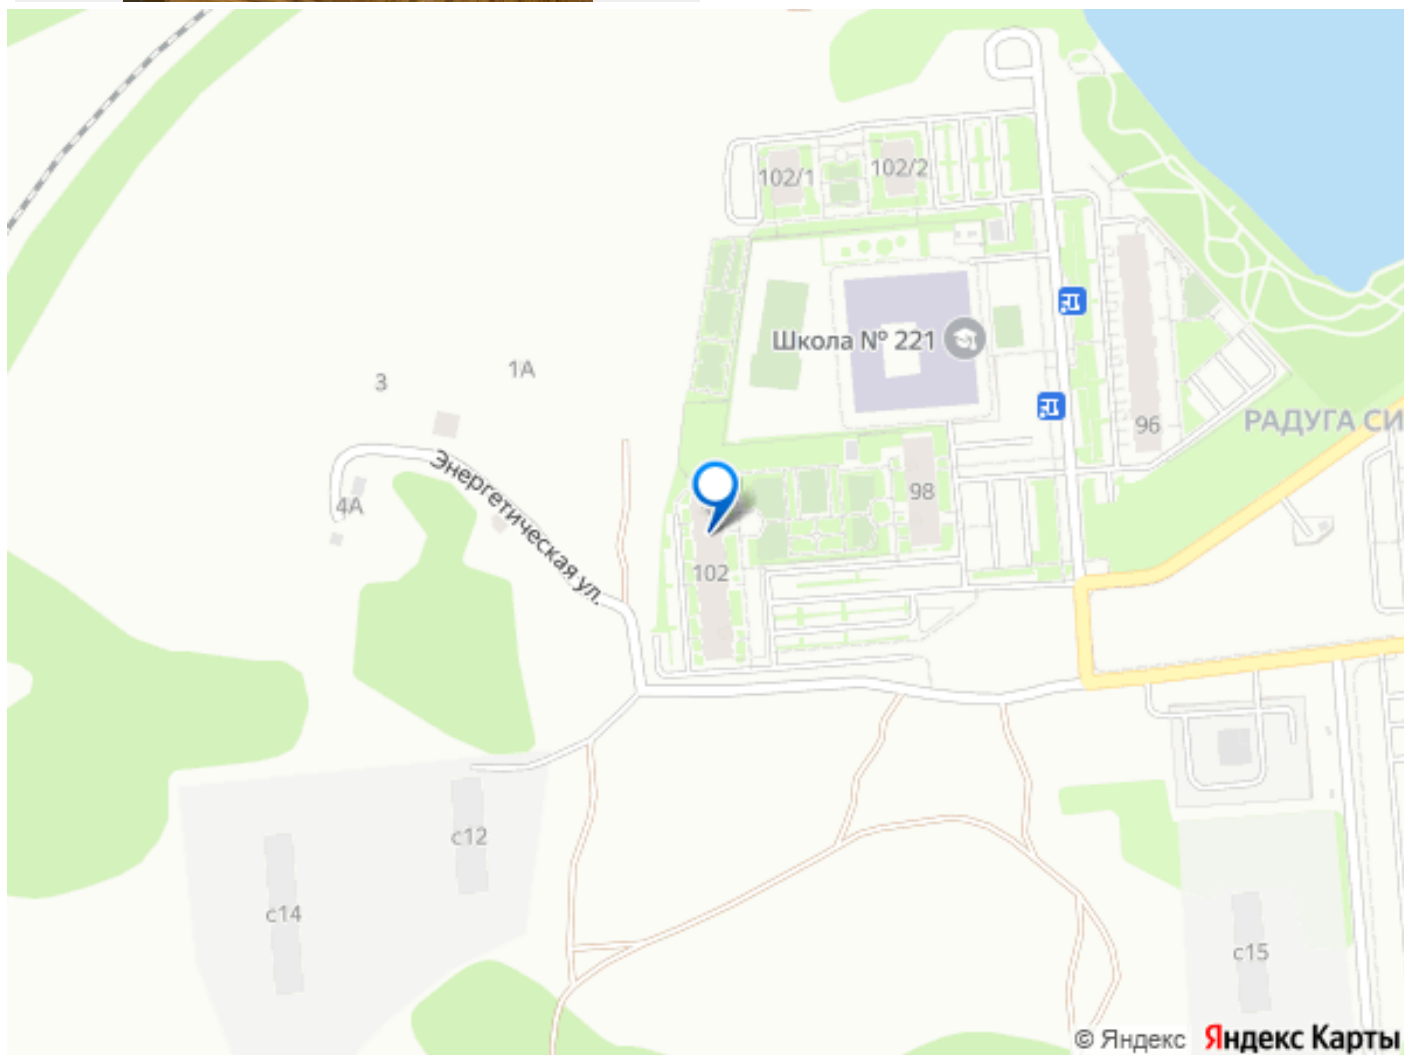 102/1
102/2
Школа № 221
1А
3
96
РАДУГА СИ
Энергетическая ул.
98
4А
102
с12
с14
с15
© Яндекс Яндекс Карты